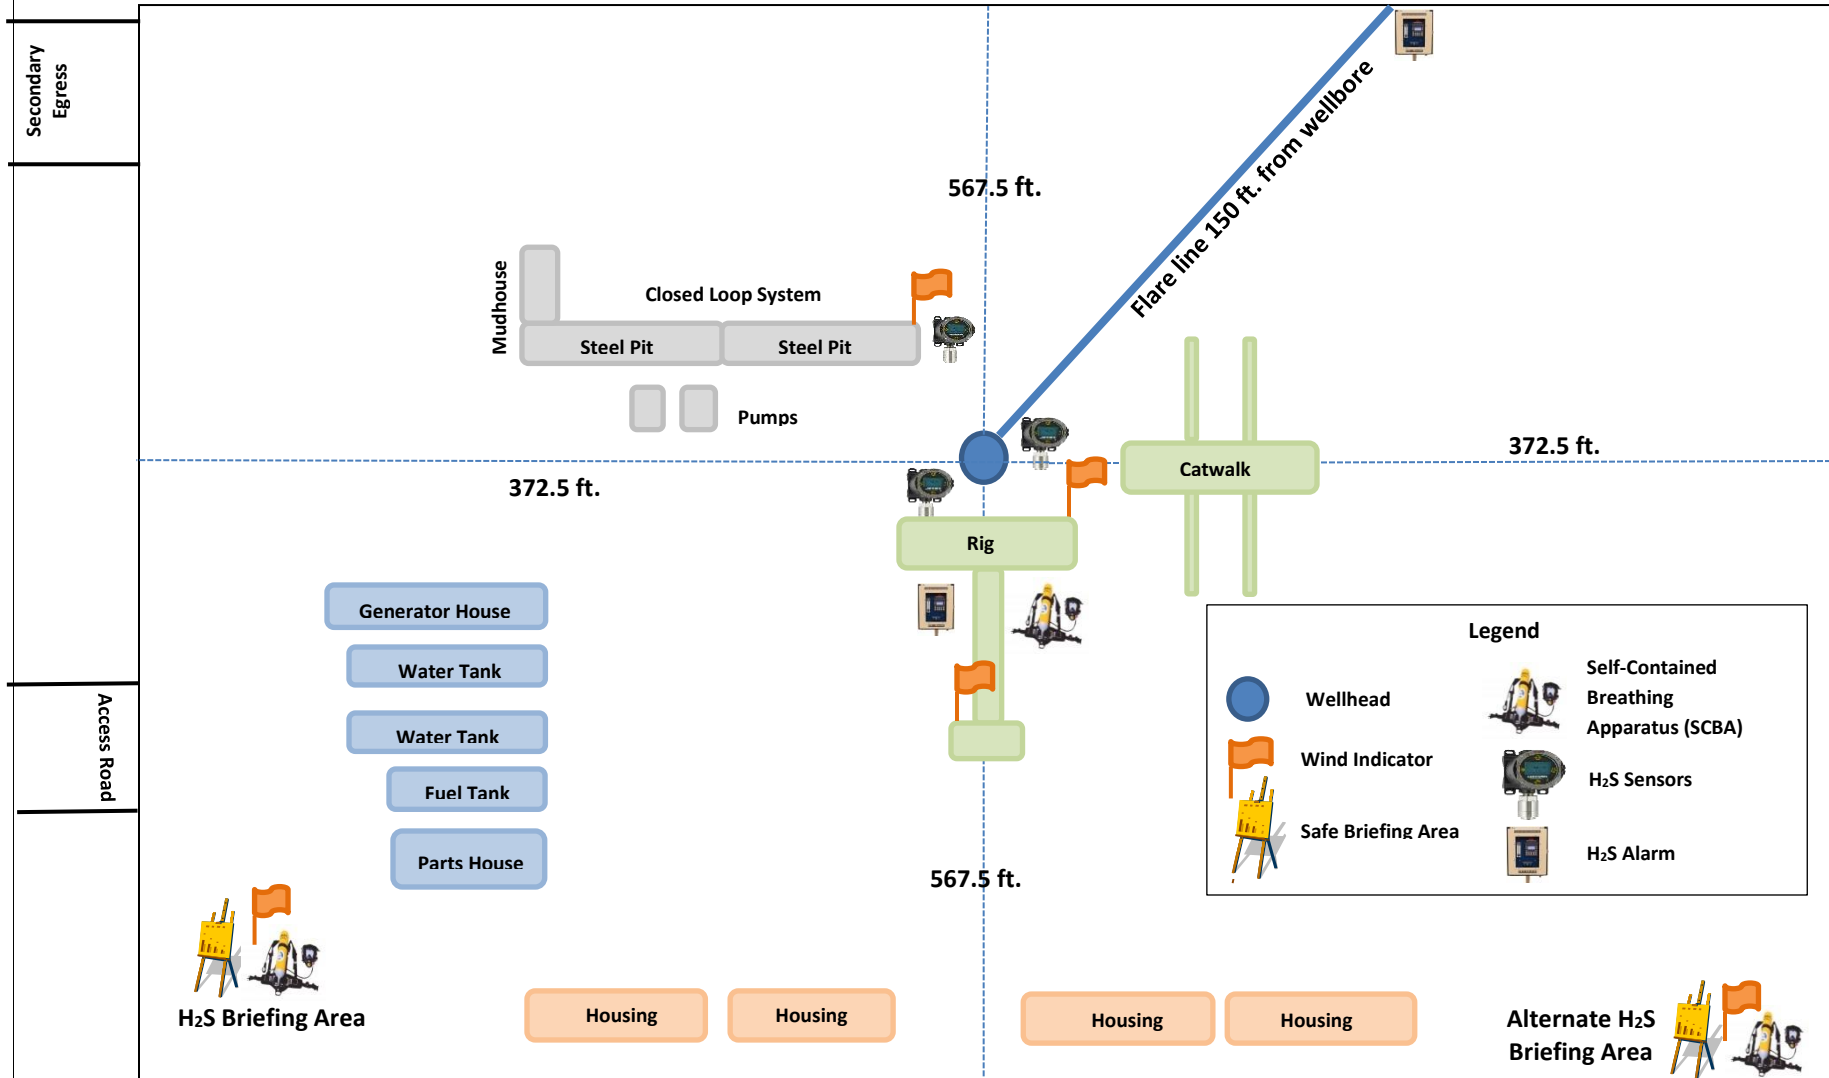 Secondary
Egress
567.5 ft.
Flare line 150 ft. from wellbore
Mudhouse
Closed Loop System
Steel Pit
Steel Pit
Pumps
372.5 ft.
372.5 ft.
Catwalk
Rig
Generator House
Water Tank
Water Tank
Fuel Tank
Parts House
Access Road
Legend
Wellhead
Wind Indicator
Safe Briefing Area
Self-Contained
Breathing
Apparatus (SCBA)
H2S Sensors
H2S Alarm
567.5 ft.
H2S Briefing Area
Housing
Housing
Housing
Housing
Alternate H2S
Briefing Area